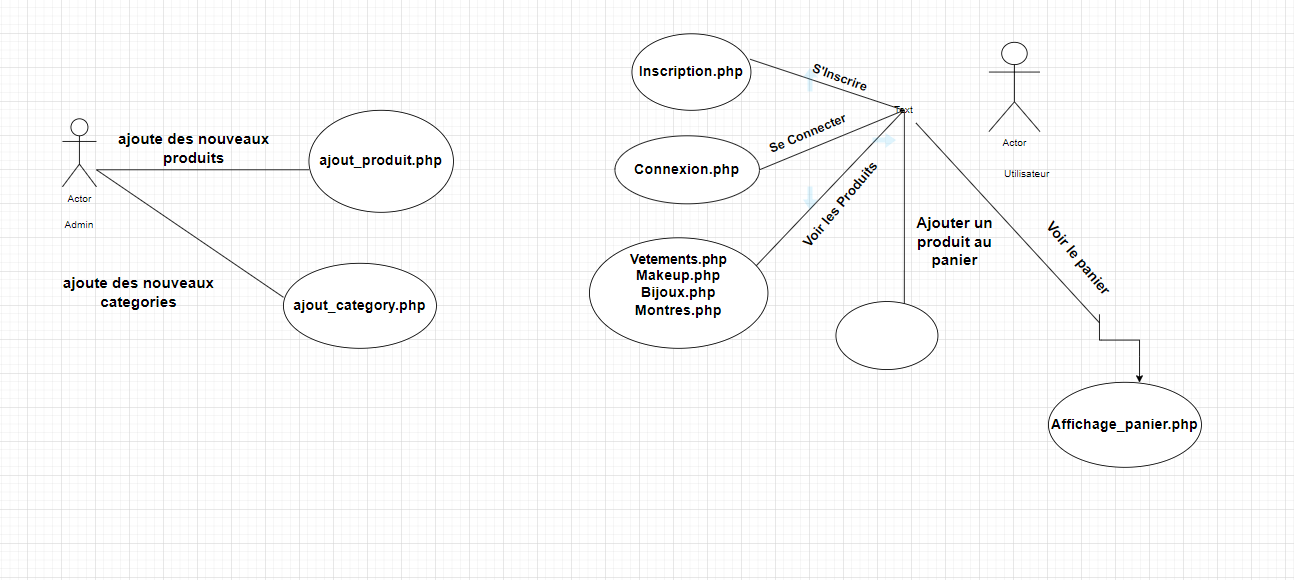 ajoute des nouveaux
produits
ajout_produit.php
Actor
Admin
ajoute des nouveaux
categories
ajout_category.php
Inscription.php
S'Inscrire
Text
Se Connecter
Connexion.php
Voir les Produits
Vetements.php
Makeup.php
Bijoux.php
Montres.php
Ajouter un
produit au
panier
Actor
Utilisateur
Voir le panier
Affichage_panier.php